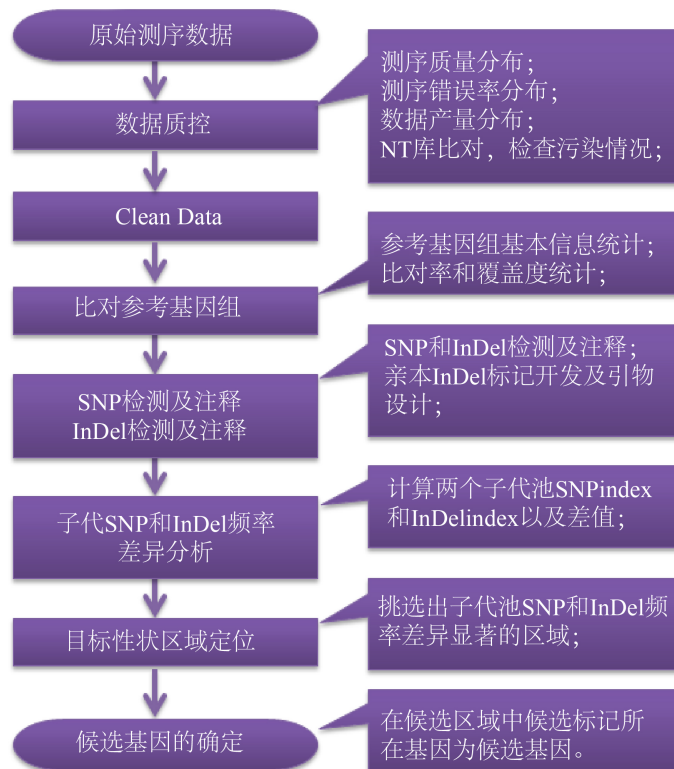 原始测序数据
数据质控
测序质量分布；
测序错误率分布；
数据产量分布；
NT库比对，检查污染情况；
Clean Data
比对参考基因组
参考基因组基本信息统计；
比对率和覆盖度统计；
SNP检测及注释
InDel检测及注释
SNP和InDel检测及注释；
亲本InDel标记开发及引物
设计；
子代SNP和InDel频率
差异分析
计算两个子代池SNPindex
和InDelindex以及差值；
目标性状区域定位
挑选出子代池SNP和InDel频
率差异显著的区域；
候选基因的确定
在候选区域中候选标记所
在基因为候选基因。